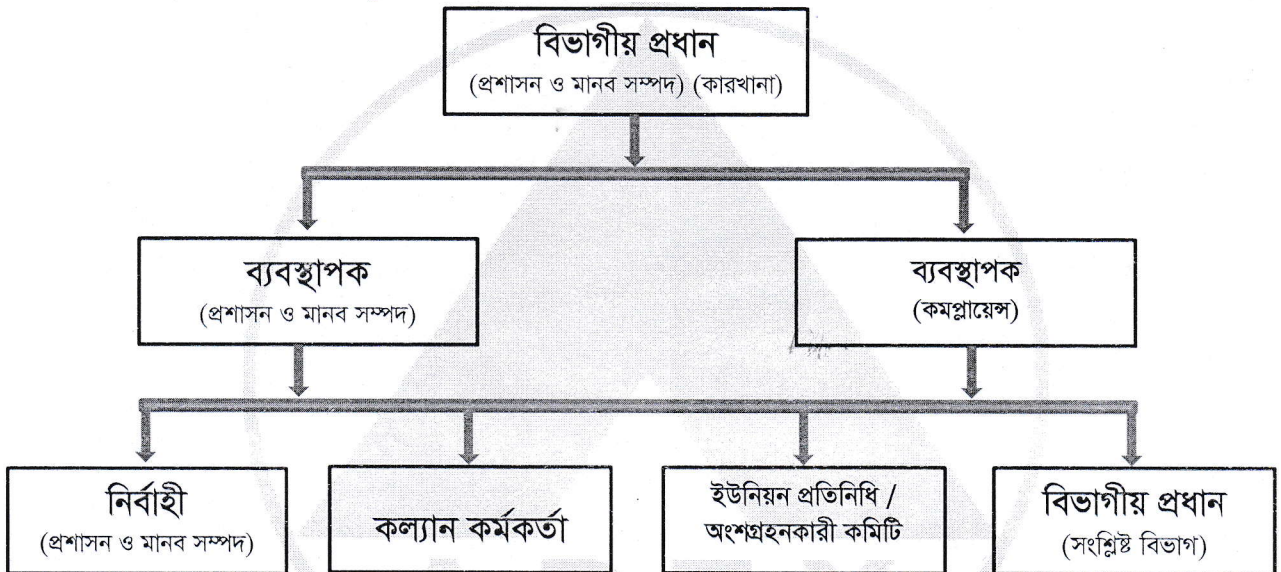 বিভাগীয় প্রধান
(প্রশাসন ও মানব সম্পদ) (কারখানা)
ব্যবস্থাপক
(প্রশাসন ও মানব সম্পদ)
ব্যবস্থাপক
(কমপ্লায়েন্স)
নির্বাহী
(প্রশাসন ও মানব সম্পদ)
কল্যান কর্মকর্তা
ইউনিয়ন প্রতিনিধি /
অংশগ্রহনকারী কমিটি
বিভাগীয় প্রধান
(সংশ্লিষ্ট বিভাগ)